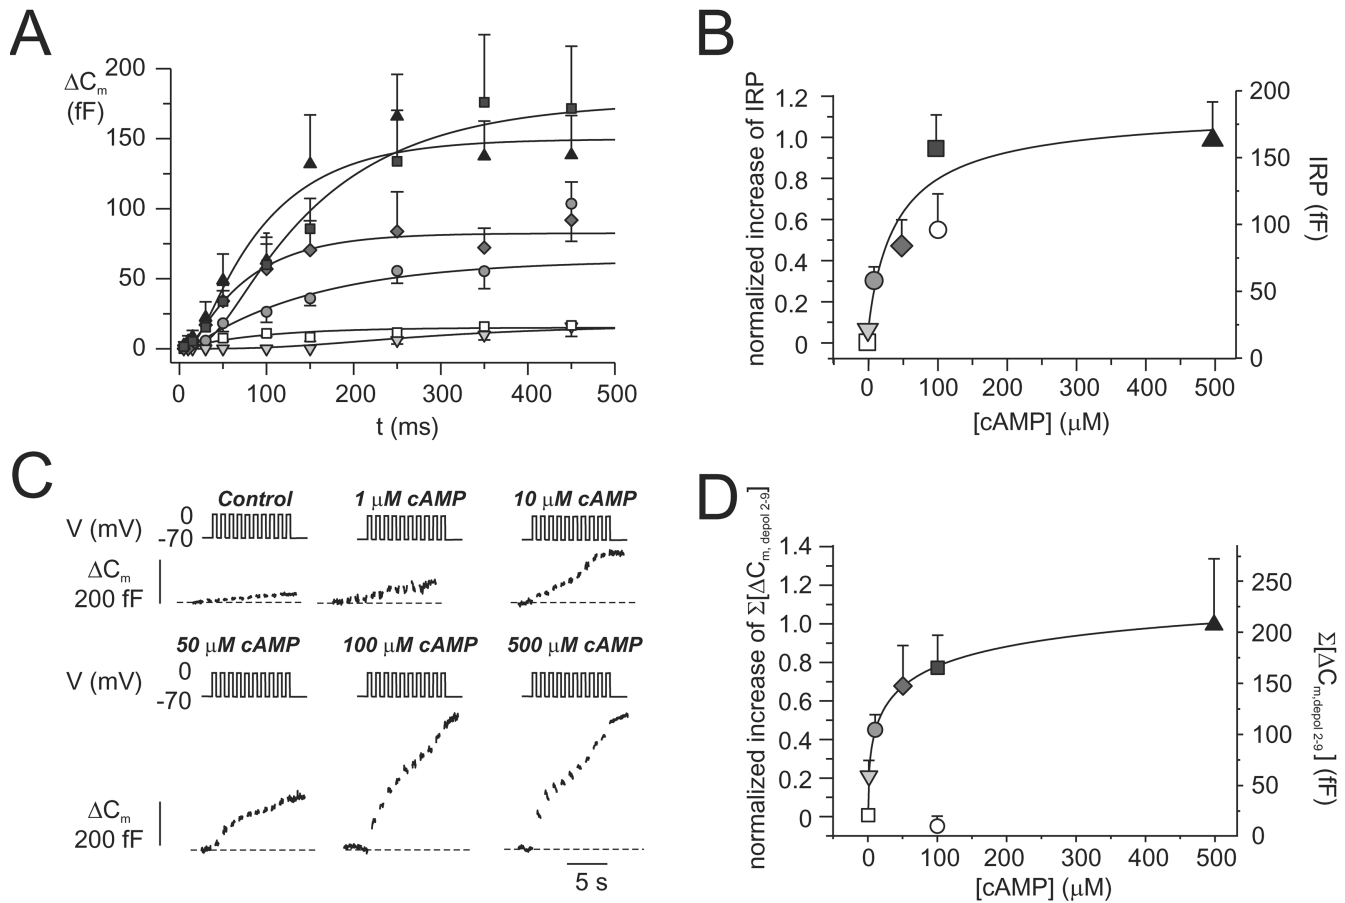 A
ΔCm
(fF)
200
150
100
50
0
0 100 200 300 400 500
t (ms)
B
normalized increase of IRP
1.2
1.0
0.8
0.6
0.4
0.2
0
200
150
100
50
0
IRP (fF)
0 100 200 300 400 500
[cAMP] (μM)
C
Control
1 μM cAMP
10 μM cAMP
V (mV)
0
-70
ΔCm
200 fF
50 μM cAMP
100 μM cAMP
500 μM cAMP
V (mV)
0
-70
ΔCm
200 fF
5 s
D
normalized increase of Σ[ΔCm, depol 2-9]
1.4
1.2
1.0
0.8
0.6
0.4
0.2
0
250
200
150
100
50
0
Σ[ΔCm,depol 2-9] (fF)
0 100 200 300 400 500
[cAMP] (μM)